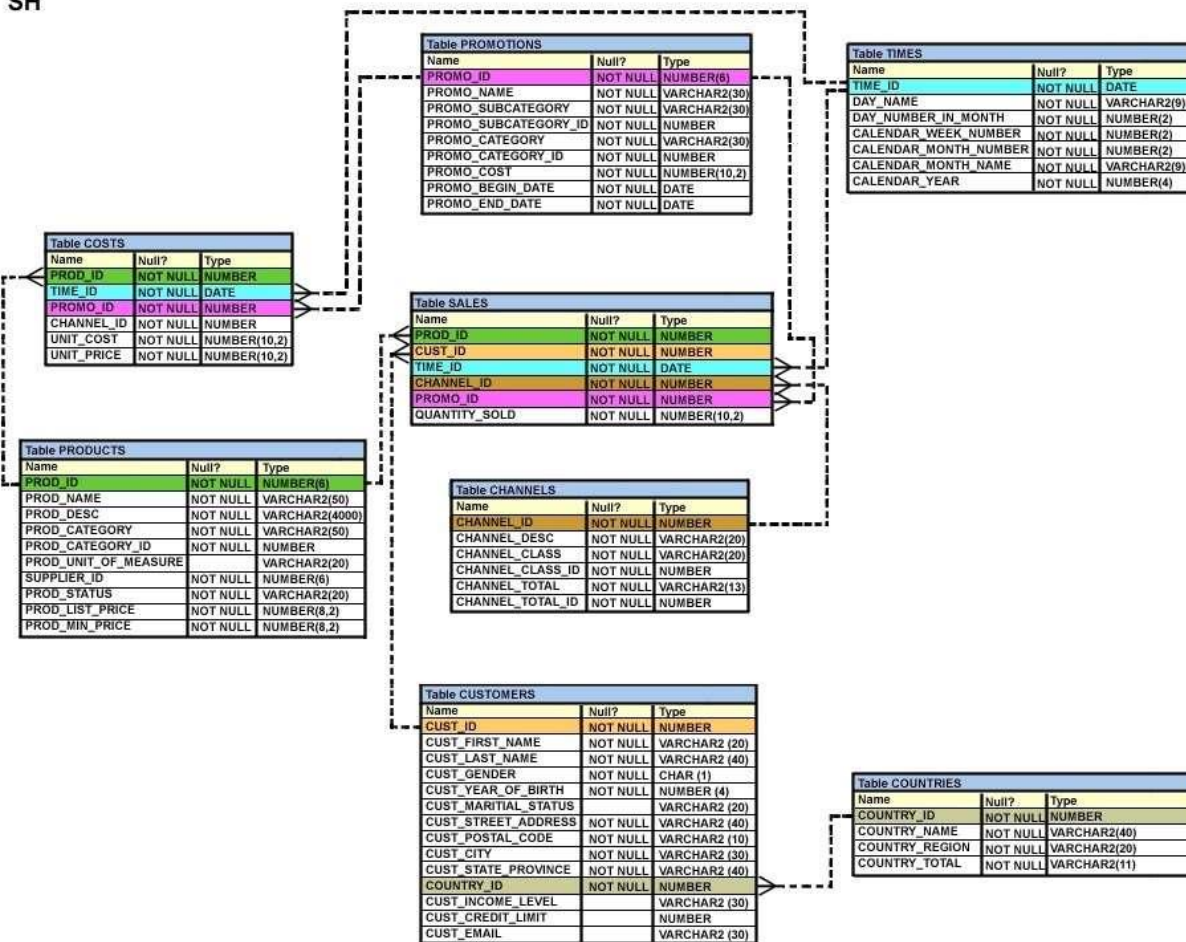 SH
Table PROMOTIONS
Name Null? Type
PROMO_ID NOT NULL NUMBER(6)
PROMO_NAME NOT NULL VARCHAR2(30)
PROMO_SUBCATEGORY NOT NULL VARCHAR2(30)
PROMO_SUBCATEGORY_ID NOT NULL NUMBER
PROMO_CATEGORY NOT NULL VARCHAR2(30)
PROMO_CATEGORY_ID NOT NULL NUMBER
PROMO_COST NOT NULL NUMBER(10,2)
PROMO_BEGIN_DATE NOT NULL DATE
PROMO_END_DATE NOT NULL DATE
Table TIMES
Name Null? Type
TIME_ID NOT NULL DATE
DAY_NAME NOT NULL VARCHAR2(9)
DAY_NUMBER_IN_MONTH NOT NULL NUMBER(2)
CALENDAR_WEEK_NUMBER NOT NULL NUMBER(2)
CALENDAR_MONTH_NUMBER NOT NULL NUMBER(2)
CALENDAR_MONTH_NAME NOT NULL VARCHAR2(9)
CALENDAR_YEAR NOT NULL NUMBER(4)
Table COSTS
Name Null? Type
PROD_ID NOT NULL NUMBER
TIME_ID NOT NULL DATE
PROMO_ID NOT NULL NUMBER
CHANNEL_ID NOT NULL NUMBER
UNIT_COST NOT NULL NUMBER(10,2)
UNIT_PRICE NOT NULL NUMBER(10,2)
Table SALES
Name Null? Type
PROD_ID NOT NULL NUMBER
CUST_ID NOT NULL NUMBER
TIME_ID NOT NULL DATE
CHANNEL_ID NOT NULL NUMBER
PROMO_ID NOT NULL NUMBER
QUANTITY_SOLD NOT NULL NUMBER(10,2)
Table PRODUCTS
Name Null? Type
PROD_ID NOT NULL NUMBER(6)
PROD_NAME NOT NULL VARCHAR2(50)
PROD_DESC NOT NULL VARCHAR2(4000)
PROD_CATEGORY NOT NULL VARCHAR2(50)
PROD_CATEGORY_ID NOT NULL NUMBER
PROD_UNIT_OF_MEASURE VARCHAR2(20)
SUPPLIER_ID NOT NULL NUMBER(6)
PROD_STATUS NOT NULL VARCHAR2(20)
PROD_LIST_PRICE NOT NULL NUMBER(8,2)
PROD_MIN_PRICE NOT NULL NUMBER(8,2)
Table CHANNELS
Name Null? Type
CHANNEL_ID NOT NULL NUMBER
CHANNEL_DESC NOT NULL VARCHAR2(20)
CHANNEL_CLASS NOT NULL VARCHAR2(20)
CHANNEL_CLASS_ID NOT NULL NUMBER
CHANNEL_TOTAL NOT NULL VARCHAR2(13)
CHANNEL_TOTAL_ID NOT NULL NUMBER
Table CUSTOMERS
Name Null? Type
CUST_ID NOT NULL NUMBER
CUST_FIRST_NAME NOT NULL VARCHAR2 (20)
CUST_LAST_NAME NOT NULL VARCHAR2 (40)
CUST_GENDER NOT NULL CHAR (1)
CUST_YEAR_OF_BIRTH NOT NULL NUMBER (4)
CUST_MARITIAL_STATUS VARCHAR2 (20)
CUST_STREET_ADDRESS NOT NULL VARCHAR2 (40)
CUST_POSTAL_CODE NOT NULL VARCHAR2 (10)
CUST_CITY NOT NULL VARCHAR2 (30)
CUST_STATE_PROVINCE NOT NULL VARCHAR2 (40)
COUNTRY_ID NOT NULL NUMBER
CUST_INCOME_LEVEL VARCHAR2 (30)
CUST_CREDIT_LIMIT NUMBER
CUST_EMAIL VARCHAR2 (30)
Table COUNTRIES
Name Null? Type
COUNTRY_ID NOT NULL NUMBER
COUNTRY_NAME NOT NULL VARCHAR2(40)
COUNTRY_REGION NOT NULL VARCHAR2(20)
COUNTRY_TOTAL NOT NULL VARCHAR2(11)